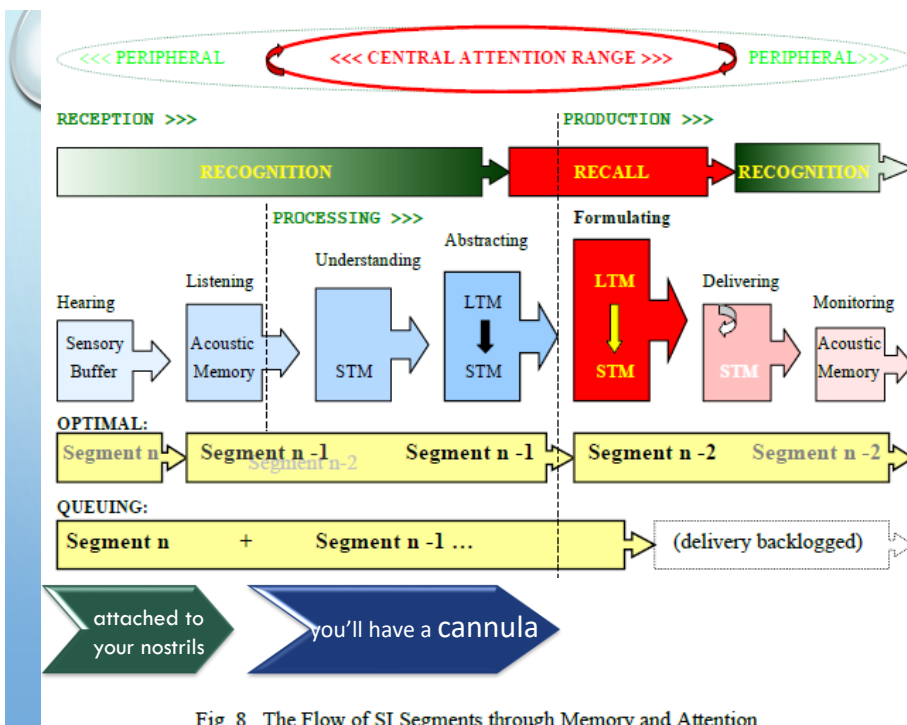 <<< PERIPHERAL <<< CENTRAL ATTENTION RANGE >>> PERIPHERAL>>>
RECEPTION >>> PRODUCTION >>>
RECOGNITION RECALL RECOGNITION
PROCESSING >>> Formulating
Abstracting
Understanding
Listening LTM LTM Delivering
Hearing Monitoring
Sensory Acoustic Acoustic
Buffer Memory STM STM STM STM Memory
OPTIMAL:
Segment n Segment n -1 Segment n -1 Segment n -2 Segment n -2
Segment n-2
QUEUING:
Segment n + Segment n -1 ... (delivery backlogged)
attached to
your nostrils
you'll have a cannula
Fig. 8 The Flow of SI Segments through Memory and Attention